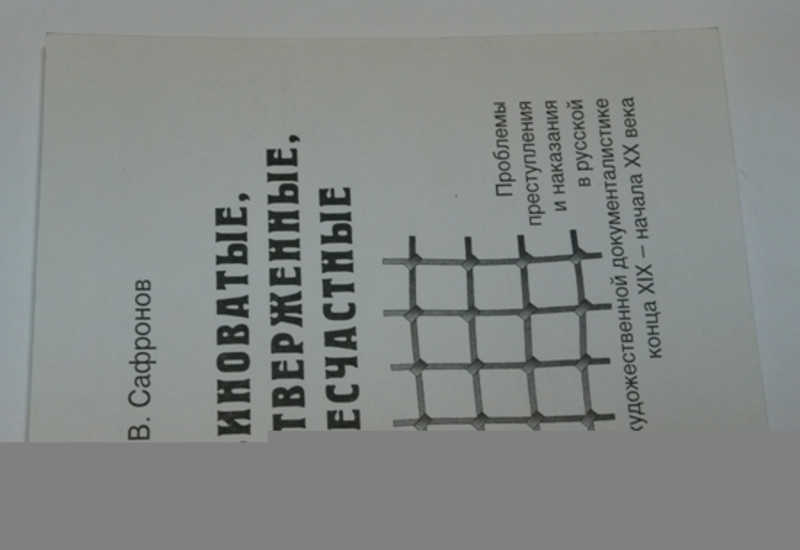 В. Сафронов
ИНОВАТЫЕ,
ТВЕРЖЕННЫЕ,
ЕСЧАСТНЫЕ
Проблемы
преступления
и наказания
в русской
художественной документалистике
конца XIX – начала XX века